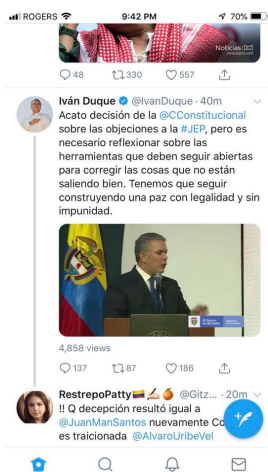 ROGERS 9:42 PM 70%
Noticias
48 330 557
Iván Duque @IvanDuque · 40m
Acato decisión de la @CConstitucional
sobre las objeciones a la #JEP, pero es
necesario reflexionar sobre las
herramientas que deben seguir abiertas
para corregir las cosas que no están
saliendo bien. Tenemos que seguir
construyendo una paz con legalidad y sin
impunidad.
4,858 views
137 87 186
RestrepoPatty @Gitz... · 20m
!! Q decepción resultó igual a
@JuanManSantos nuevamente Co
es traicionada @AlvaroUribeVel